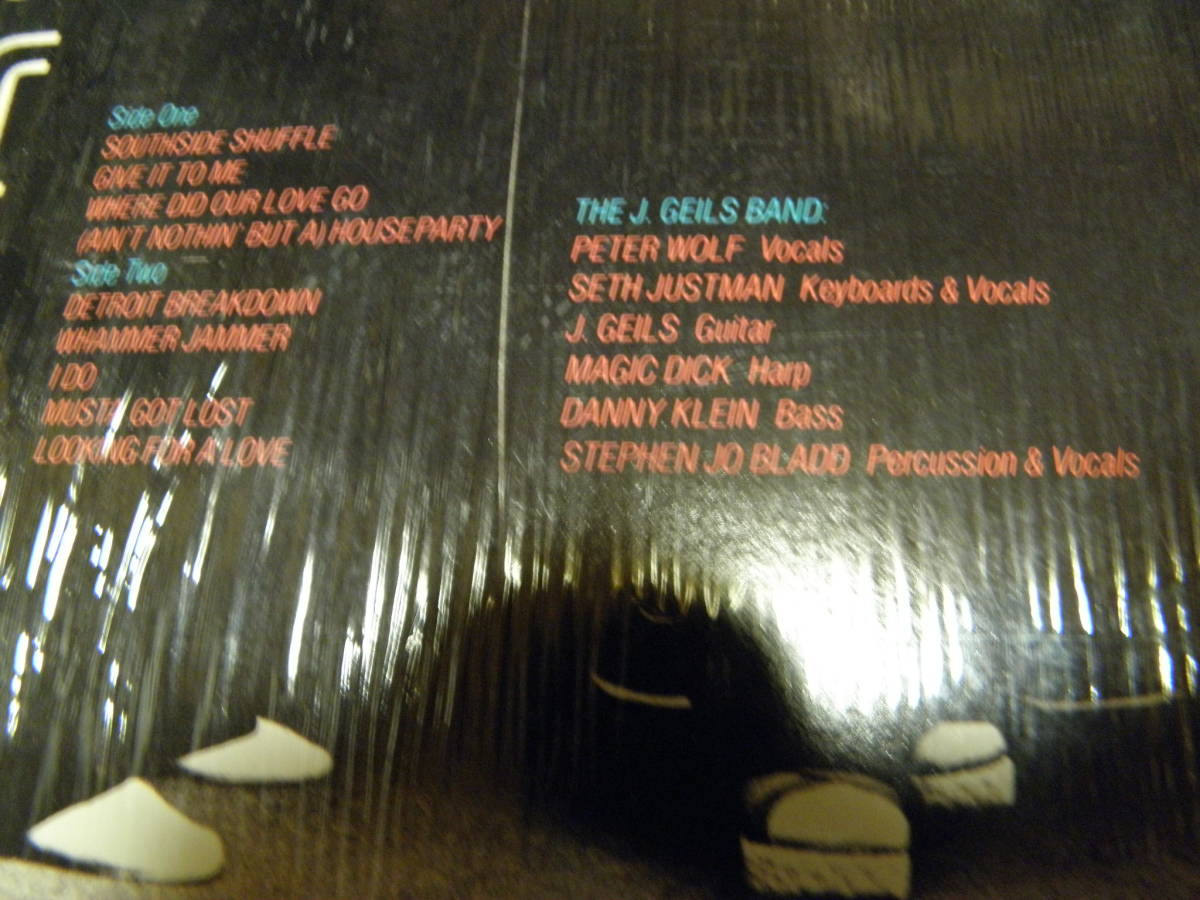 Side One
SOUTHSIDE SHUFFLE
GIVE IT TO ME
WHERE DID OUR LOVE GO
(AIN'T NOTHIN' BUT A) HOUSEPARTY
Side Two
DETROIT BREAKDOWN
WHAMMER JAMMER
I DO
MUSTA GOT LOST
LOOKING FOR A LOVE
THE J. GEILS BAND:
PETER WOLF Vocals
SETH JUSTMAN Keyboards & Vocals
J. GEILS Guitar
MAGIC DICK Harp
DANNY KLEIN Bass
STEPHEN JO BLADD Percussion & Vocals